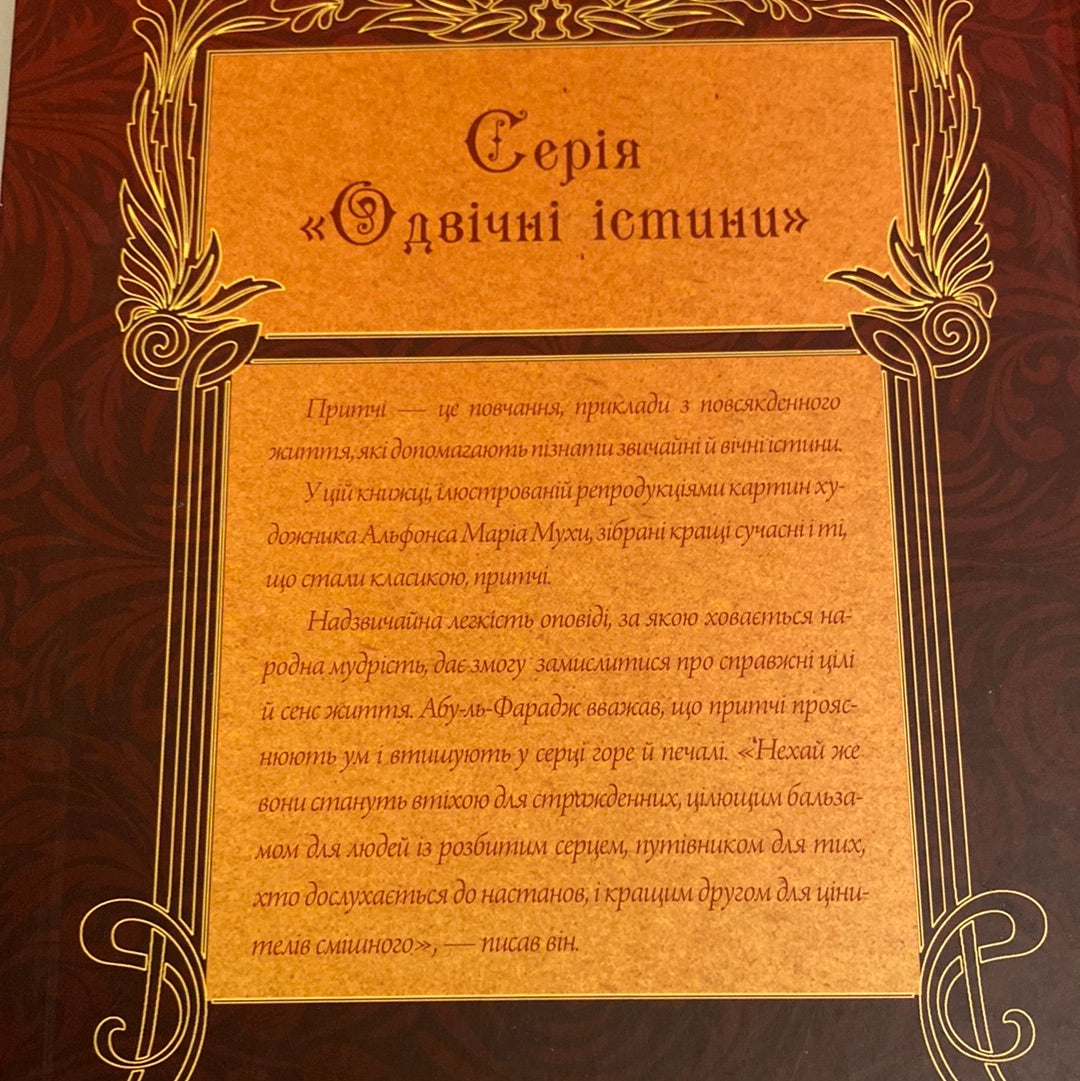 Серія
«Одвічні істини»
Притчі — це повчання, приклади з повсякденного
життя, які допомагають пізнати звичайні й вічні істини.
У цій книжці, ілюстрованій репродукціями картин ху-
дожника Альфонса Маріа Мухи, зібрані кращі сучасні і ті,
що стали класикою, притчі.
Надзвичайна легкість оповіді, за якою ховається на-
родна мудрість, дає змогу замислитися про справжні цілі
й сенс життя. Абу-ль-Фарадж вважав, що притчі прояс-
нюють ум і втишують у серці горе й печалі. «Нехай же
вони стануть втіхою для стражденних, цілющим бальза-
мом для людей із розбитим серцем, путівником для тих,
хто дослухається до настанов, і кращим другом для ціни-
телів смішного», — писав він.